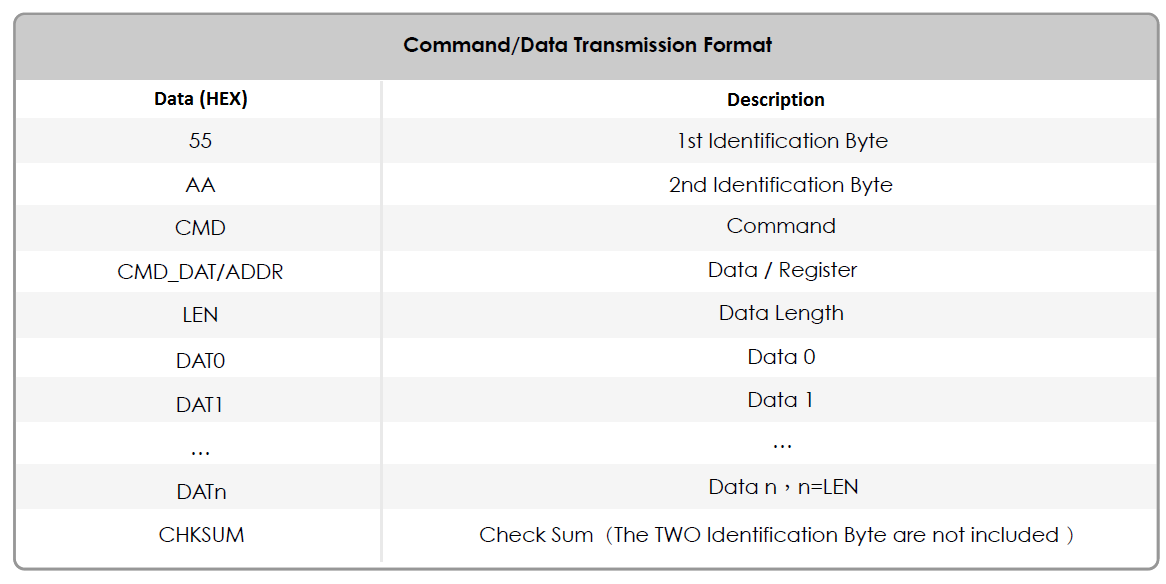 Command/Data Transmission Format
Data (HEX) Description
55 1st Identification Byte
AA 2nd Identification Byte
CMD Command
CMD_DAT/ADDR Data / Register
LEN Data Length
DAT0 Data 0
DAT1 Data 1
... ...
DATn Data n，n=LEN
CHKSUM Check Sum（The TWO Identification Byte are not included ）